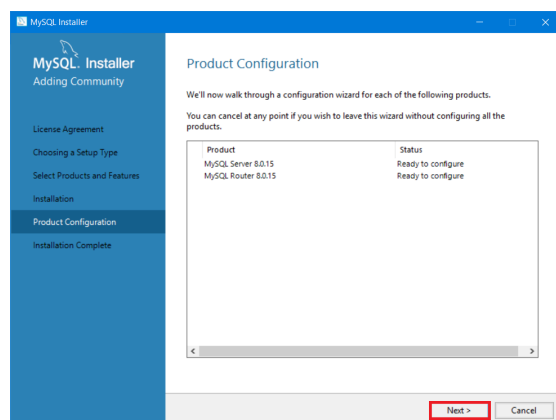 MySQL Installer
MySQL. Installer
Adding Community
License Agreement
Choosing a Setup Type
Select Products and Features
Installation
Product Configuration
Installation Complete
Product Configuration
We'll now walk through a configuration wizard for each of the following products.
You can cancel at any point if you wish to leave this wizard without configuring all the
products.
Product Status
MySQL Server 8.0.15 Ready to configure
MySQL Router 8.0.15 Ready to configure
Next > Cancel